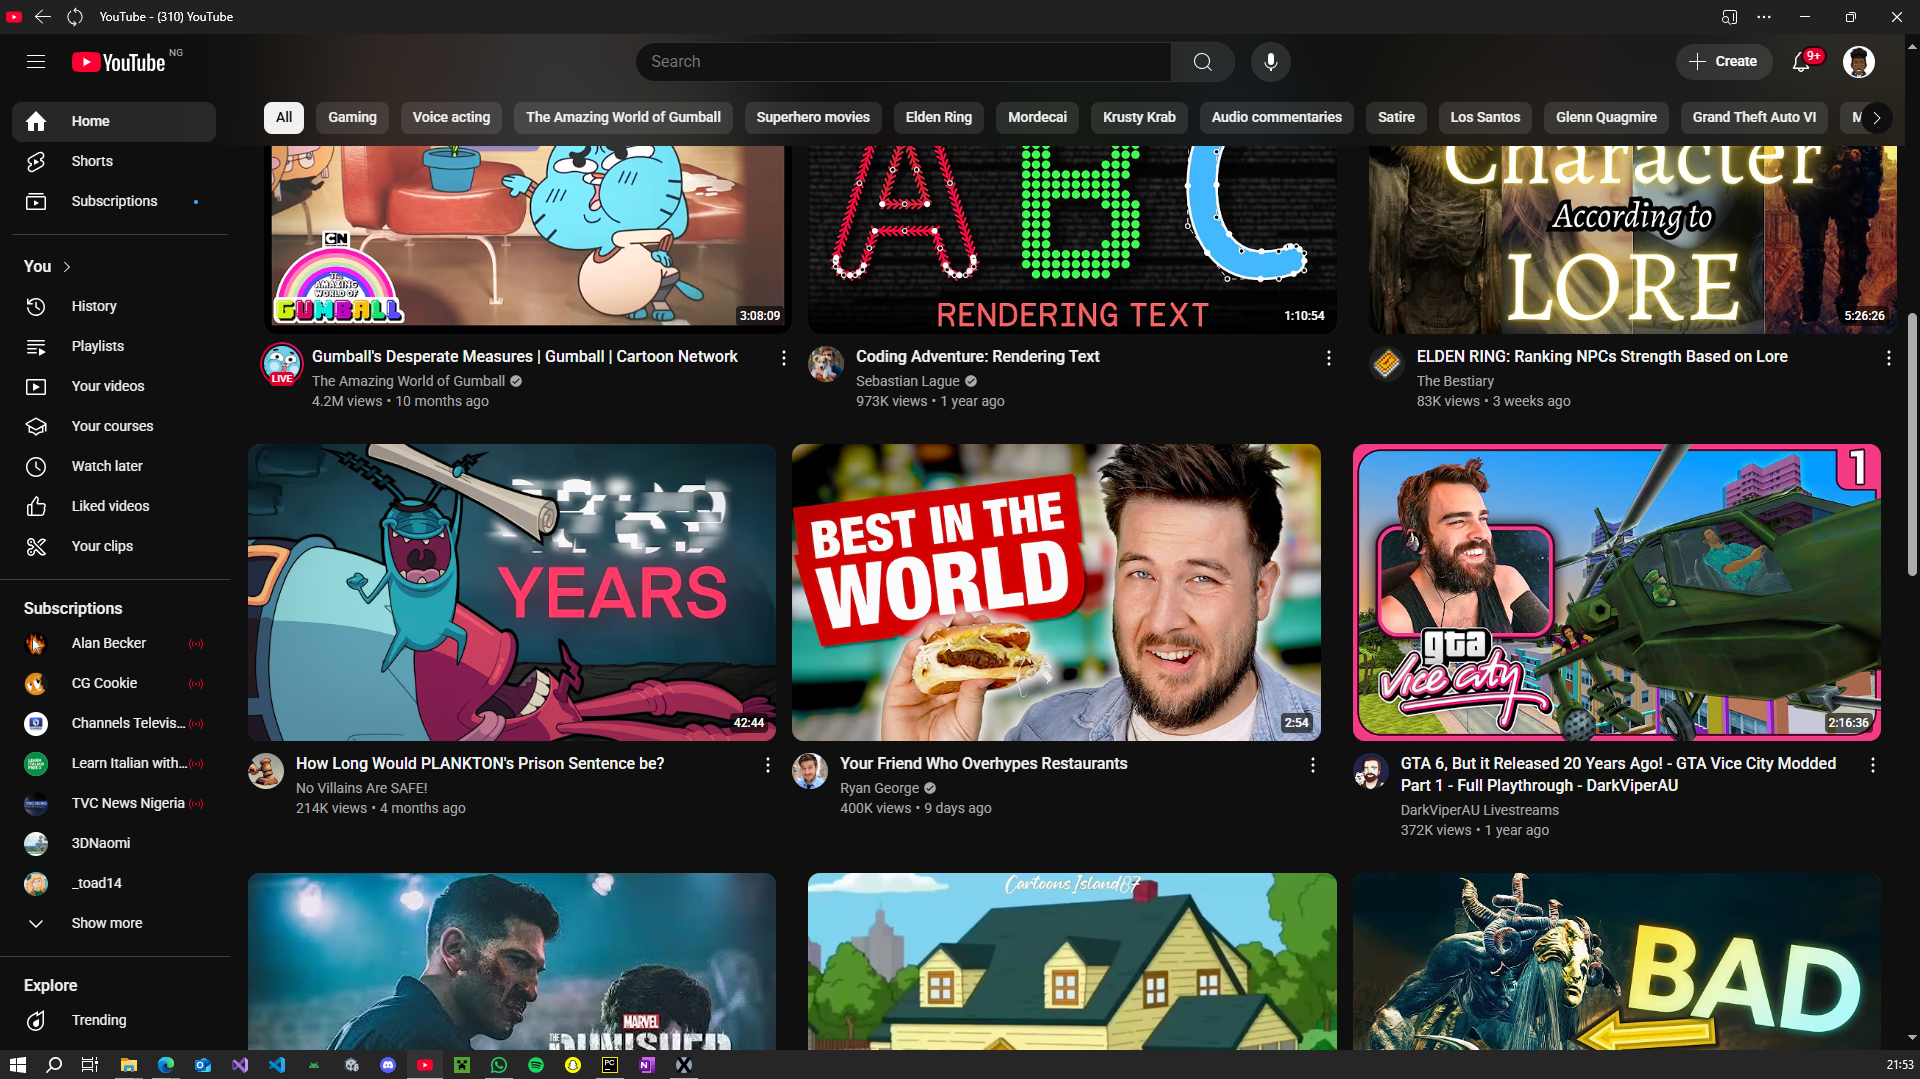 YouTube - (310) YouTube
YouTube NG
Search
Create
9+
Home
Shorts
Subscriptions
You
History
Playlists
Your videos
Your courses
Watch later
Liked videos
Your clips
Subscriptions
Alan Becker
CG Cookie
Channels Televis...
Learn Italian with...
TVC News Nigeria
3DNaomi
_toad14
Show more
Explore
Trending
All
Gaming
Voice acting
The Amazing World of Gumball
Superhero movies
Elden Ring
Mordecai
Krusty Krab
Audio commentaries
Satire
Los Santos
Glenn Quagmire
Grand Theft Auto VI
M
CN
THE
AMAZING
WORLD OF
GUMBALL
3:08:09
LIVE
Gumball's Desperate Measures | Gumball | Cartoon Network
The Amazing World of Gumball
4.2M views • 10 months ago
ABC
RENDERING TEXT
1:10:54
Coding Adventure: Rendering Text
Sebastian Lague
973K views • 1 year ago
Character
According to
LORE
5:26:26
ELDEN RING: Ranking NPCs Strength Based on Lore
The Bestiary
83K views • 3 weeks ago
YEARS
42:44
How Long Would PLANKTON's Prison Sentence be?
No Villains Are SAFE!
214K views • 4 months ago
BEST IN THE
WORLD
2:54
Your Friend Who Overhypes Restaurants
Ryan George
400K views • 9 days ago
1
gta
Vice City
2:16:36
GTA 6, But it Released 20 Years Ago! - GTA Vice City Modded
Part 1 - Full Playthrough - DarkViperAU
DarkViperAU Livestreams
372K views • 1 year ago
MARVEL
THE PUNISHER
Cartoons Island87
BAD
PC
N
21:53